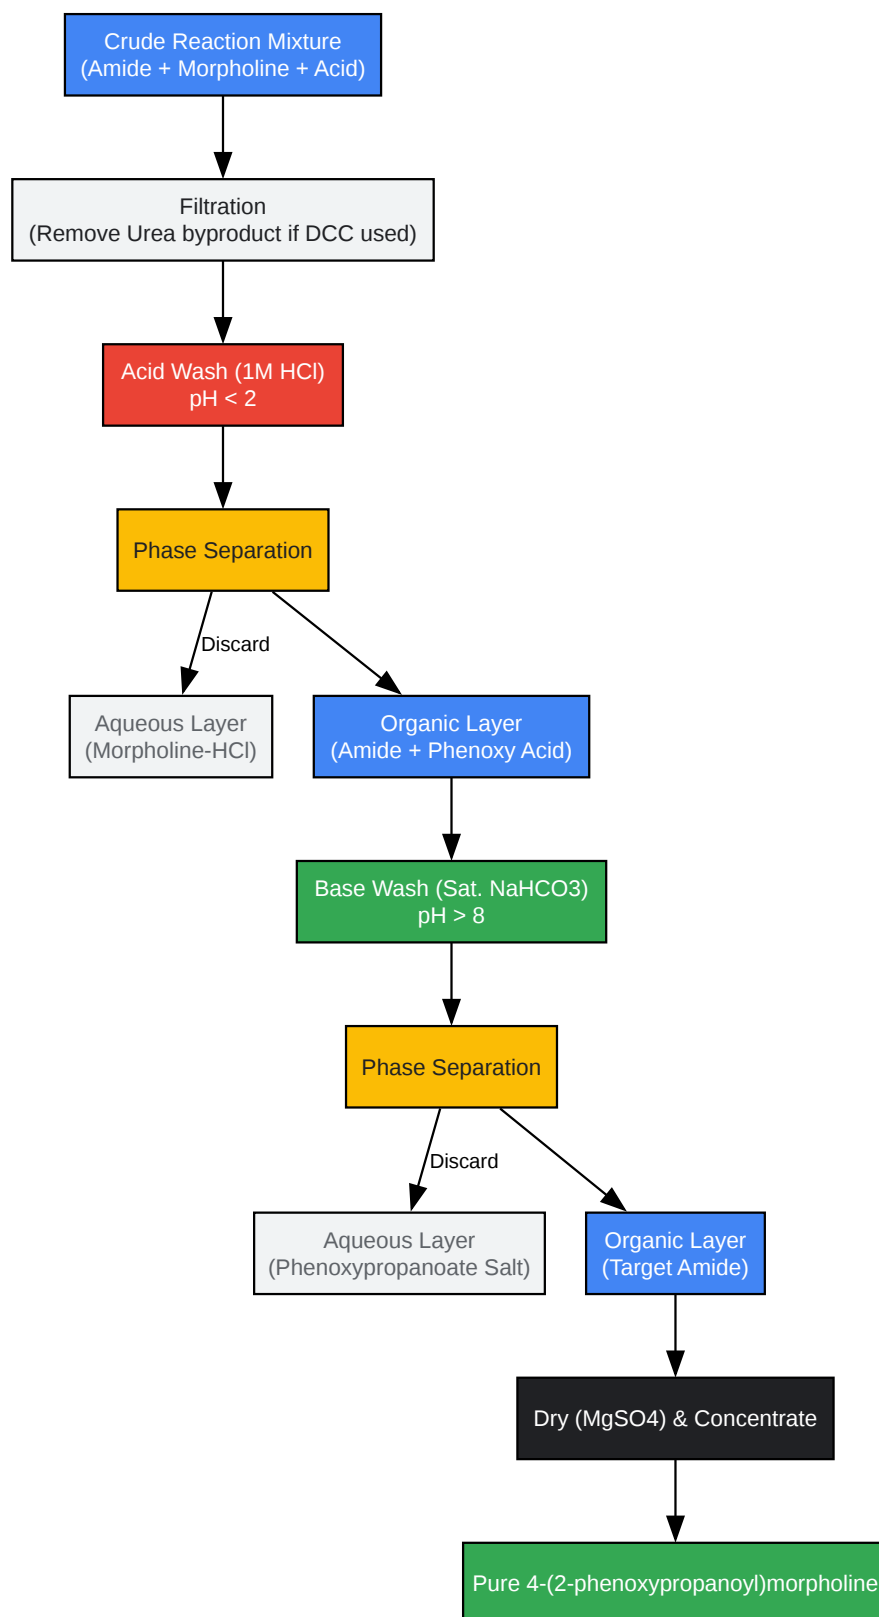 Crude Reaction Mixture
(Amide + Morpholine + Acid)
Filtration
(Remove Urea byproduct if DCC used)
Acid Wash (1M HCl)
pH < 2
Phase Separation
Discard
Aqueous Layer
(Morpholine-HCl)
Organic Layer
(Amide + Phenoxy Acid)
Base Wash (Sat. NaHCO3)
pH > 8
Phase Separation
Discard
Aqueous Layer
(Phenoxypropanoate Salt)
Organic Layer
(Target Amide)
Dry (MgSO4) & Concentrate
Pure 4-(2-phenoxypropanoyl)morpholine